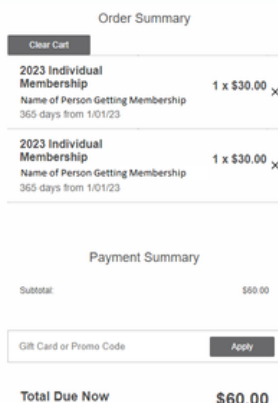 Order Summary
Clear Cart
2023 Individual
Membership
1 x $30.00 ×
Name of Person Getting Membership
365 days from 1/01/23
2023 Individual
Membership
1 x $30.00 ×
Name of Person Getting Membership
365 days from 1/01/23
Payment Summary
Subtotal: $60.00
Gift Card or Promo Code Apply
Total Due Now $60.00